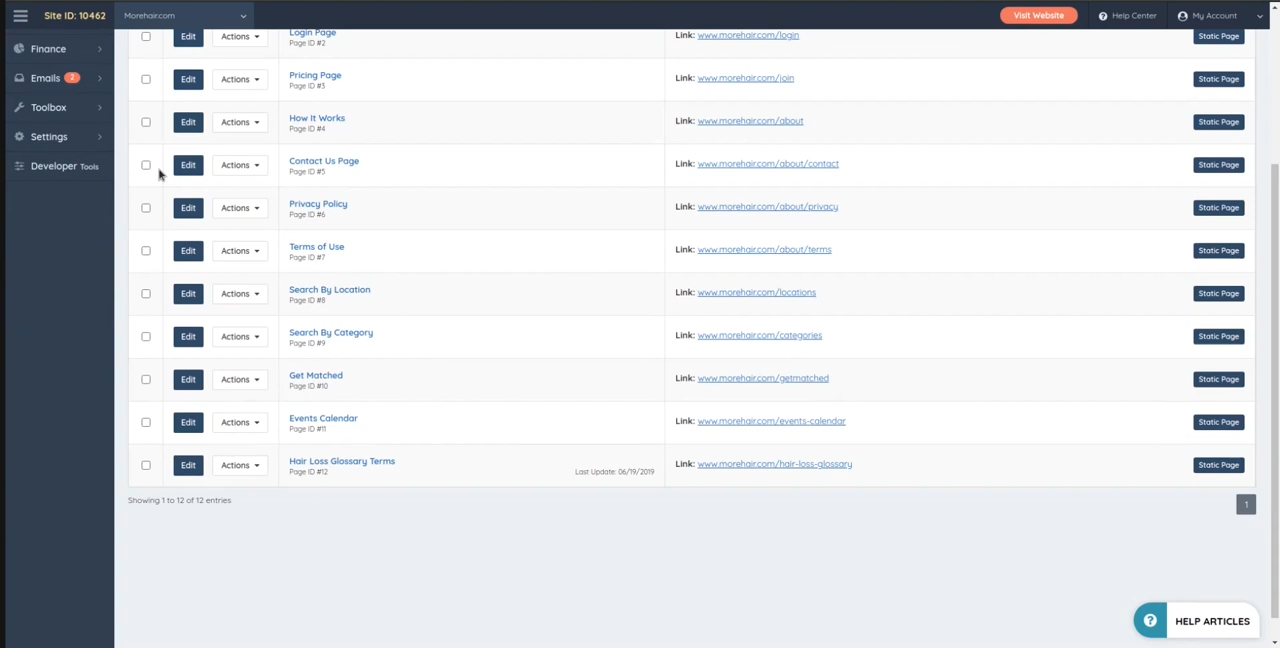 Site ID: 10462 Morehair.com Visit Website Help Center My Account
Finance
Emails 2
Toolbox
Settings
Developer Tools
Edit Actions Login Page Link: www.morehair.com/login Static Page
Page ID #2
Edit Actions Pricing Page Link: www.morehair.com/join Static Page
Page ID #3
Edit Actions How It Works Link: www.morehair.com/about Static Page
Page ID #4
Edit Actions Contact Us Page Link: www.morehair.com/about/contact Static Page
Page ID #5
Edit Actions Privacy Policy Link: www.morehair.com/about/privacy Static Page
Page ID #6
Edit Actions Terms of Use Link: www.morehair.com/about/terms Static Page
Page ID #7
Edit Actions Search By Location Link: www.morehair.com/locations Static Page
Page ID #8
Edit Actions Search By Category Link: www.morehair.com/categories Static Page
Page ID #9
Edit Actions Get Matched Link: www.morehair.com/getmatched Static Page
Page ID #10
Edit Actions Events Calendar Link: www.morehair.com/events-calendar Static Page
Page ID #11
Edit Actions Hair Loss Glossary Terms Link: www.morehair.com/hair-loss-glossary Static Page
Page ID #12 Last Update: 06/19/2019
Showing 1 to 12 of 12 entries
1
? HELP ARTICLES